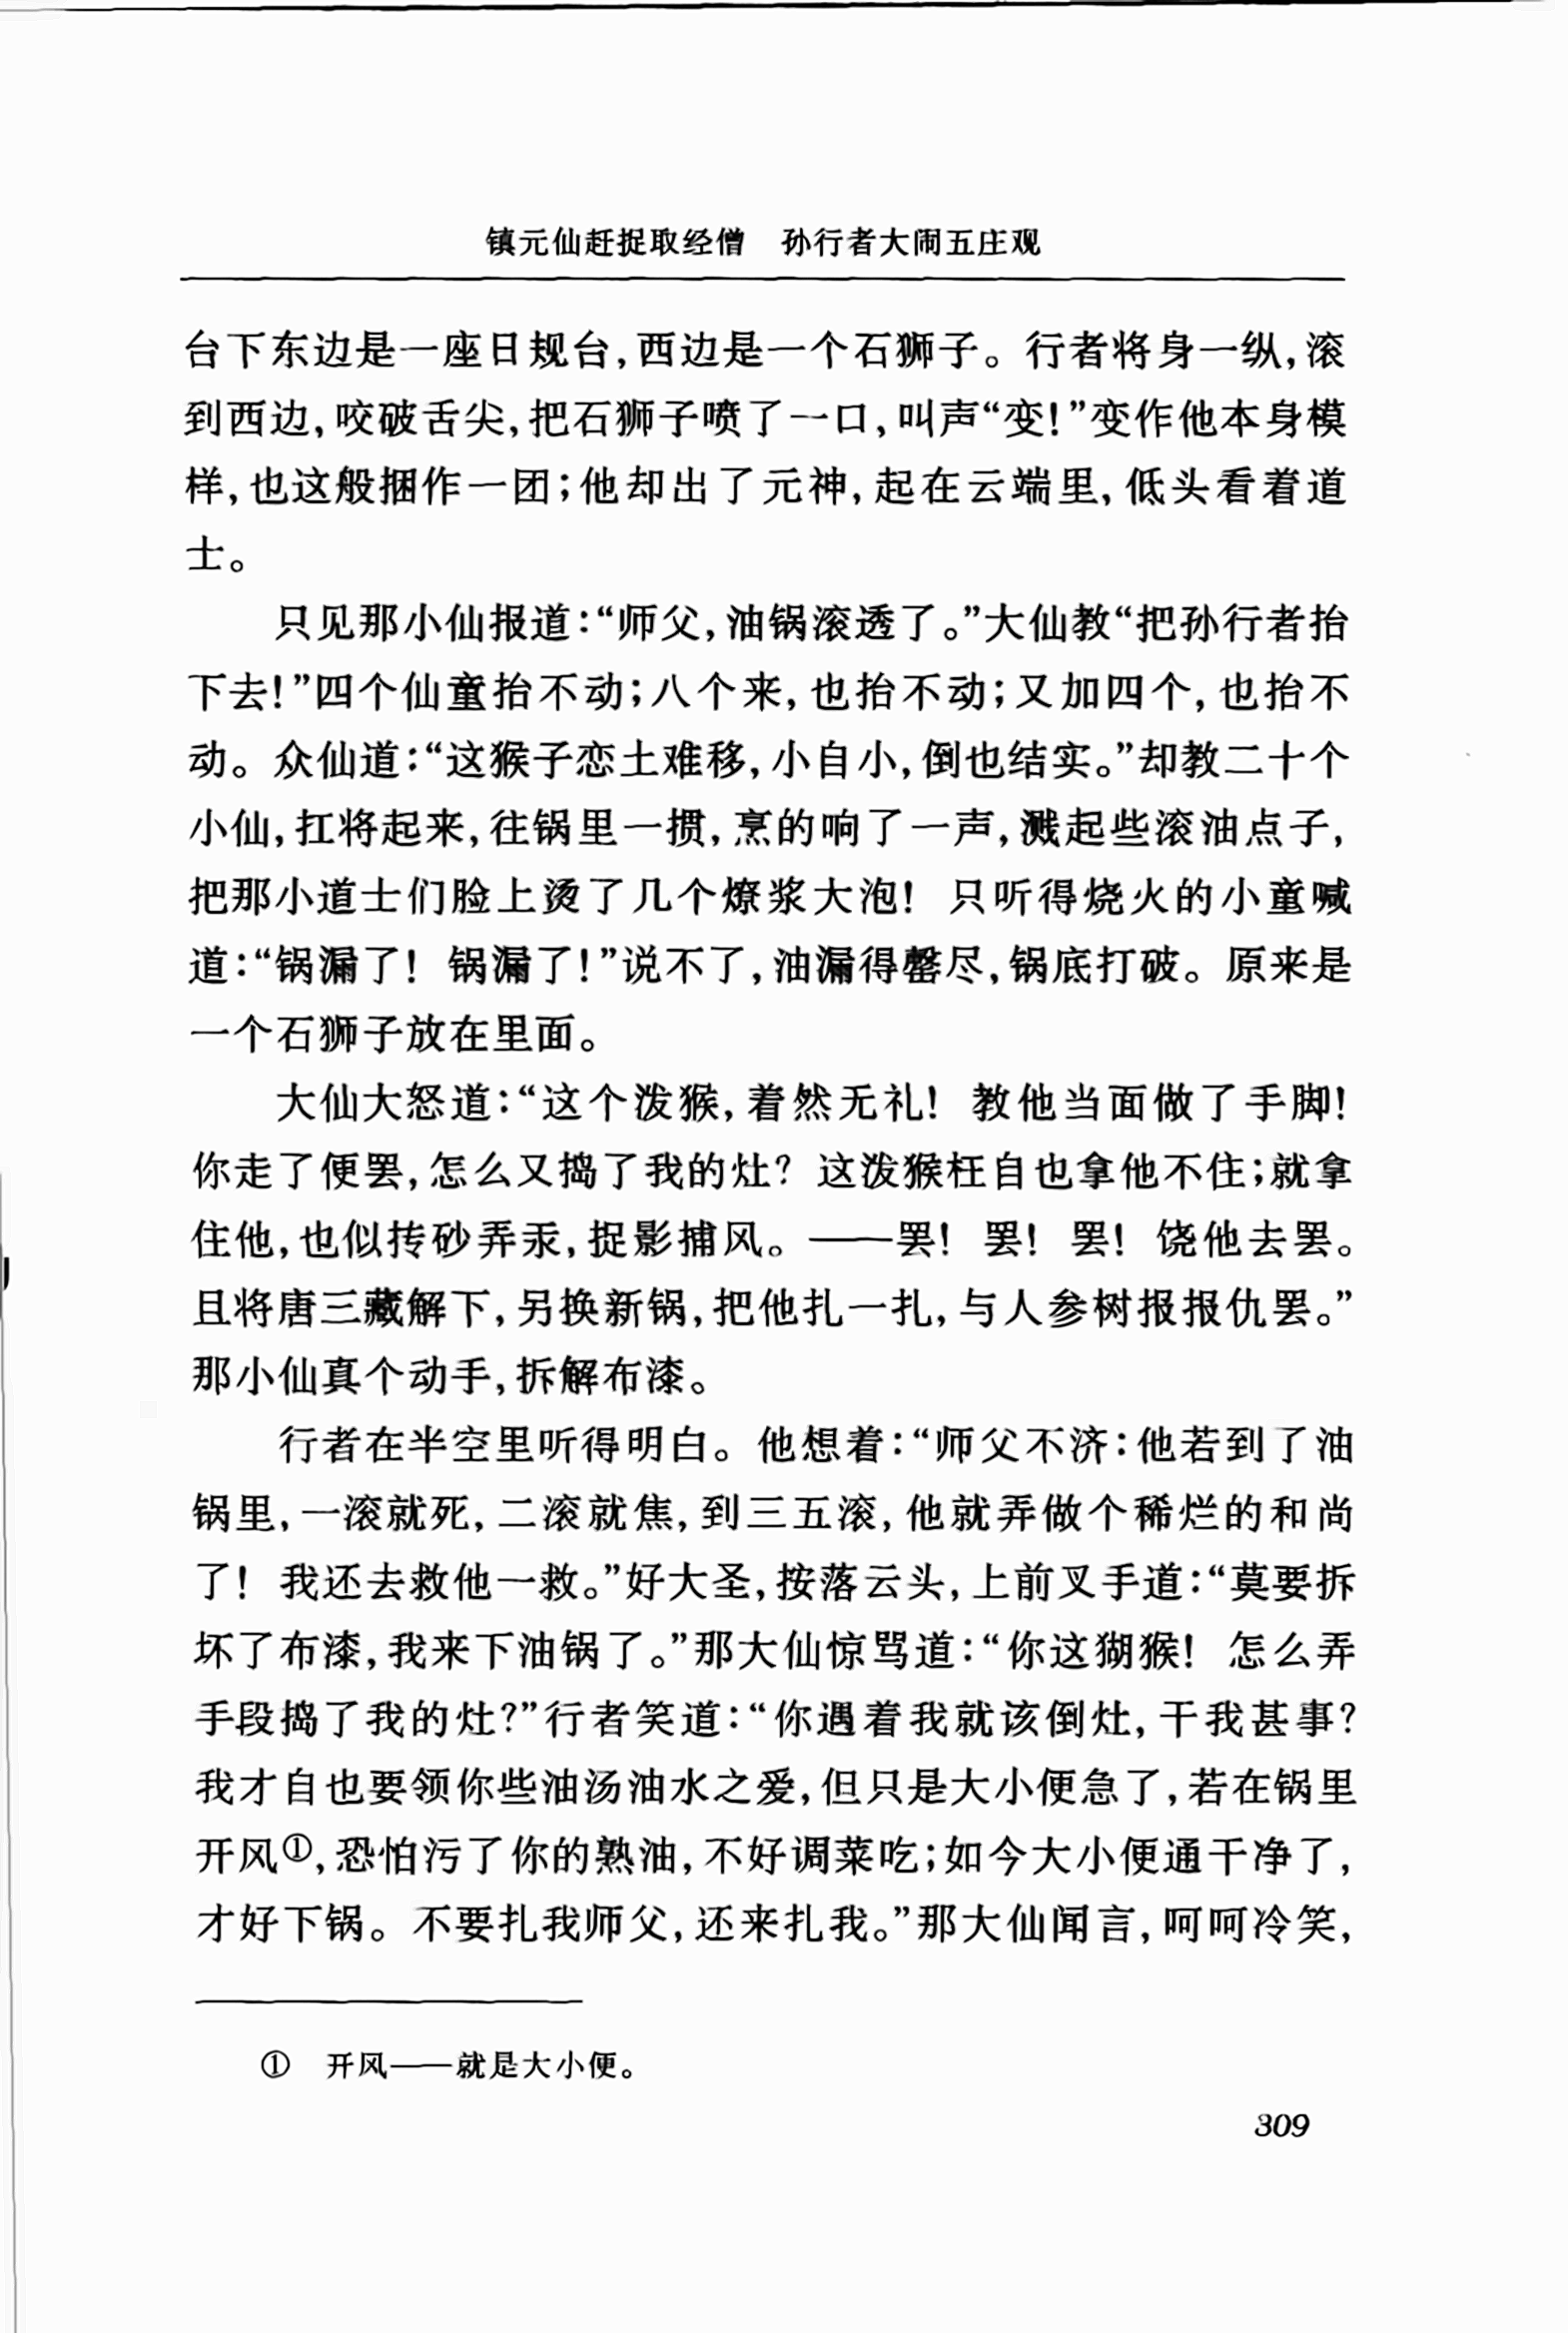 镇元仙赶捉取经僧　孙行者大闹五庄观
台下东边是一座日规台,西边是一个石狮子。行者将身一纵,滚
到西边,咬破舌尖,把石狮子喷了一口,叫声“变!”变作他本身模
样,也这般捆作一团;他却出了元神,起在云端里,低头看着道
士。
只见那小仙报道:“师父,油锅滚透了。”大仙教“把孙行者抬
下去!”四个仙童抬不动;八个来,也抬不动;又加四个,也抬不
动。众仙道:“这猴子恋土难移,小自小,倒也结实。”却教二十个
小仙,扛将起来,往锅里一掼,烹的响了一声,溅起些滚油点子,
把那小道士们脸上烫了几个燎浆大泡! 只听得烧火的小童喊
道:“锅漏了! 锅漏了!”说不了,油漏得罄尽,锅底打破。原来是
一个石狮子放在里面。
大仙大怒道:“这个泼猴,着然无礼! 教他当面做了手脚!
你走了便罢,怎么又捣了我的灶? 这泼猴枉自也拿他不住;就拿
住他,也似抟砂弄汞,捉影捕风。——罢! 罢! 罢! 饶他去罢。
且将唐三藏解下,另换新锅,把他扎一扎,与人参树报报仇罢。”
那小仙真个动手,拆解布漆。
行者在半空里听得明白。他想着:“师父不济:他若到了油
锅里,一滚就死,二滚就焦,到三五滚,他就弄做个稀烂的和尚
了! 我还去救他一救。”好大圣,按落云头,上前叉手道:“莫要拆
坏了布漆,我来下油锅了。”那大仙惊骂道:“你这猢猴! 怎么弄
手段捣了我的灶?”行者笑道:“你遇着我就该倒灶,干我甚事?
我才自也要领你些油汤油水之爱,但只是大小便急了,若在锅里
开风①,恐怕污了你的熟油,不好调菜吃;如今大小便通干净了,
才好下锅。不要扎我师父,还来扎我。”那大仙闻言,呵呵冷笑,
①　开风——就是大小便。
309